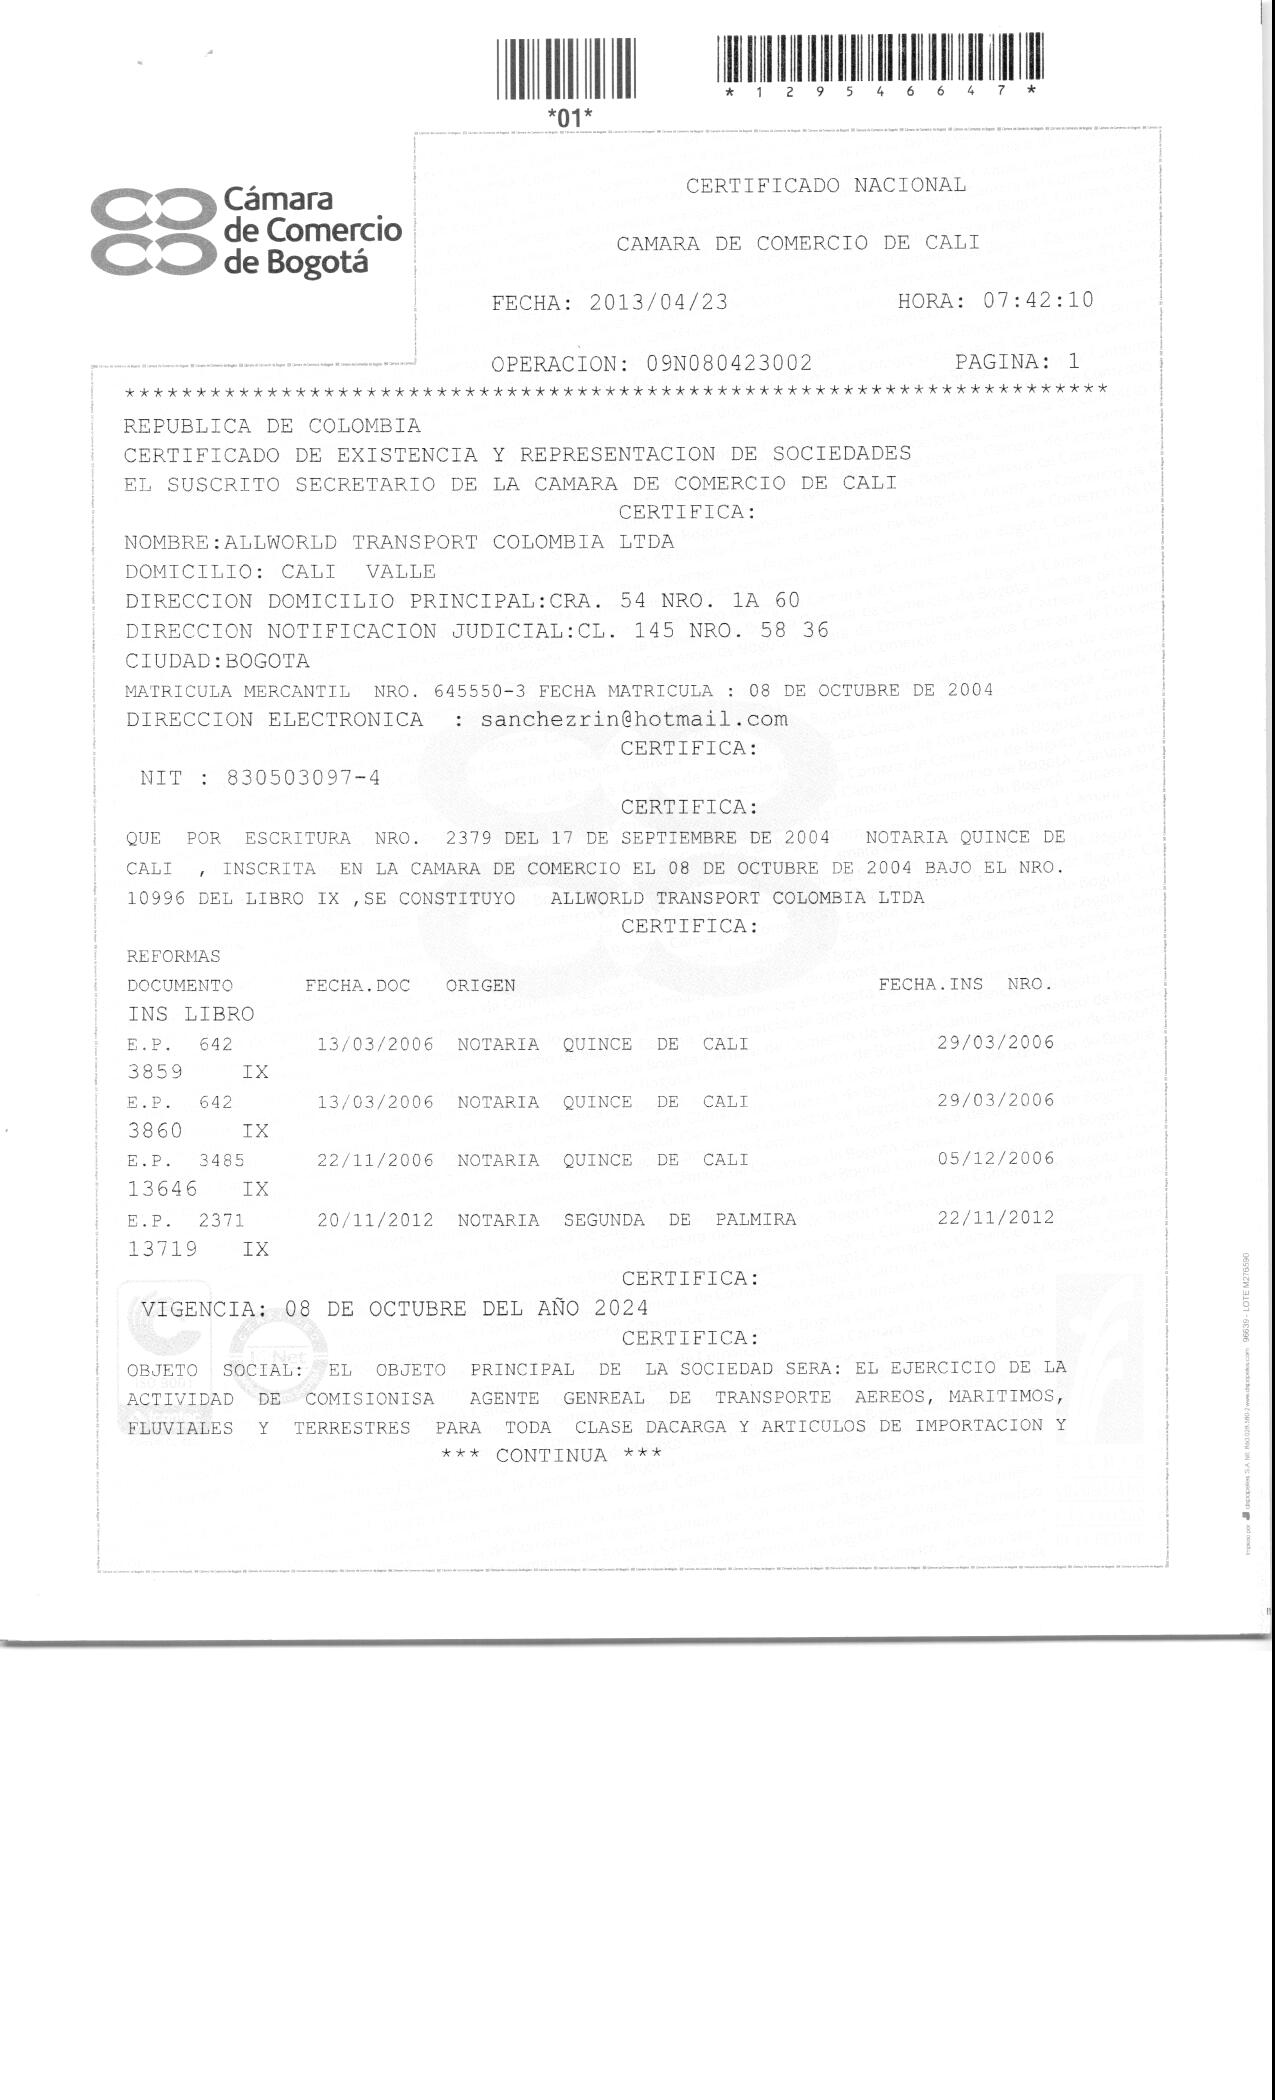 *01*
*129546647*
Cámara
de Comercio
de Bogotá
CERTIFICADO NACIONAL
CAMARA DE COMERCIO DE CALI
FECHA: 2013/04/23 HORA: 07:42:10
OPERACION: 09N080423002 PAGINA: 1
*********************************************************************
REPUBLICA DE COLOMBIA
CERTIFICADO DE EXISTENCIA Y REPRESENTACION DE SOCIEDADES
EL SUSCRITO SECRETARIO DE LA CAMARA DE COMERCIO DE CALI
CERTIFICA:
NOMBRE:ALLWORLD TRANSPORT COLOMBIA LTDA
DOMICILIO: CALI VALLE
DIRECCION DOMICILIO PRINCIPAL:CRA. 54 NRO. 1A 60
DIRECCION NOTIFICACION JUDICIAL:CL. 145 NRO. 58 36
CIUDAD:BOGOTA
MATRICULA MERCANTIL NRO. 645550-3 FECHA MATRICULA : 08 DE OCTUBRE DE 2004
DIRECCION ELECTRONICA : sanchezrin@hotmail.com
CERTIFICA:
NIT : 830503097-4
CERTIFICA:
QUE POR ESCRITURA NRO. 2379 DEL 17 DE SEPTIEMBRE DE 2004 NOTARIA QUINCE DE
CALI , INSCRITA EN LA CAMARA DE COMERCIO EL 08 DE OCTUBRE DE 2004 BAJO EL NRO.
10996 DEL LIBRO IX ,SE CONSTITUYO ALLWORLD TRANSPORT COLOMBIA LTDA
CERTIFICA:
REFORMAS
DOCUMENTO FECHA.DOC ORIGEN FECHA.INS NRO.
INS LIBRO
E.P. 642 13/03/2006 NOTARIA QUINCE DE CALI 29/03/2006
3859 IX
E.P. 642 13/03/2006 NOTARIA QUINCE DE CALI 29/03/2006
3860 IX
E.P. 3485 22/11/2006 NOTARIA QUINCE DE CALI 05/12/2006
13646 IX
E.P. 2371 20/11/2012 NOTARIA SEGUNDA DE PALMIRA 22/11/2012
13719 IX
CERTIFICA:
VIGENCIA: 08 DE OCTUBRE DEL AÑO 2024
CERTIFICA:
OBJETO SOCIAL: EL OBJETO PRINCIPAL DE LA SOCIEDAD SERA: EL EJERCICIO DE LA
ACTIVIDAD DE COMISIONISA AGENTE GENREAL DE TRANSPORTE AEREOS, MARITIMOS,
FLUVIALES Y TERRESTRES PARA TODA CLASE DACARGA Y ARTICULOS DE IMPORTACION Y
*** CONTINUA ***